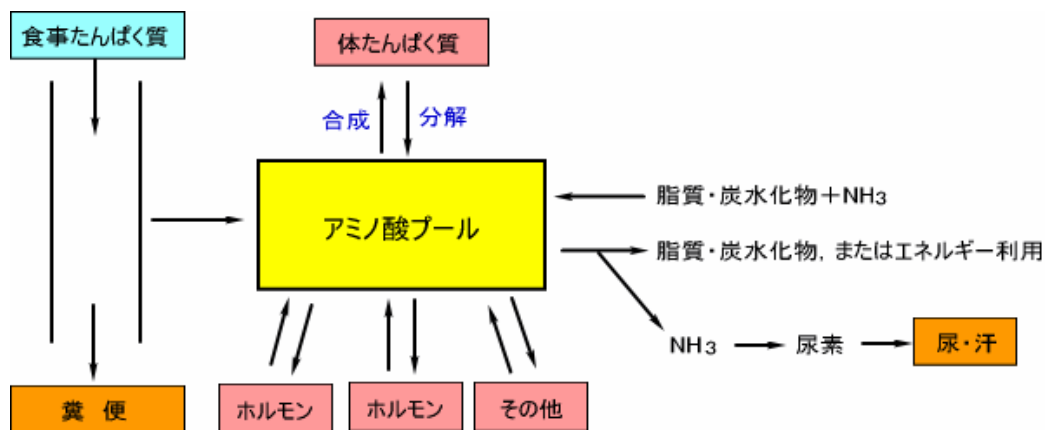 食事たんぱく質
体たんぱく質
合成
分解
アミノ酸プール
脂質・炭水化物＋NH3
脂質・炭水化物, またはエネルギー利用
NH3
尿素
尿・汗
糞 便
ホルモン
ホルモン
その他